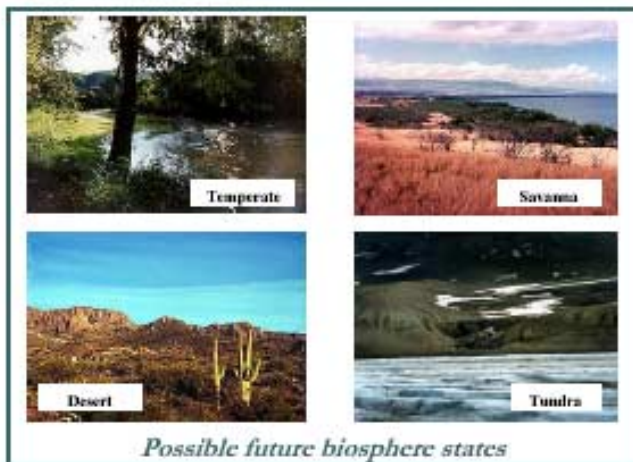 Temperate
Savanna
Desert
Tundra
Possible future biosphere states